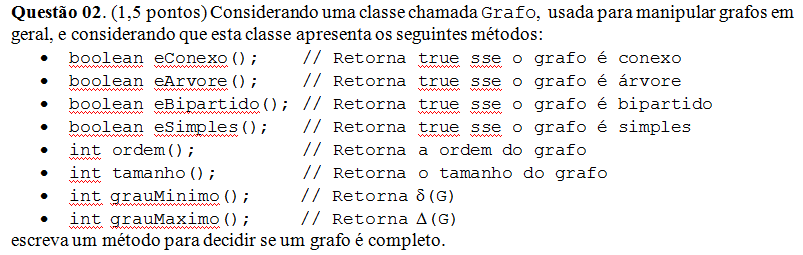 Questão 02. (1,5 pontos) Considerando uma classe chamada Grafo, usada para manipular grafos em
geral, e considerando que esta classe apresenta os seguintes métodos:
• boolean eConexo(); // Retorna true sse o grafo é conexo
• boolean eArvore(); // Retorna true sse o grafo é árvore
• boolean eBipartido(); // Retorna true sse o grafo é bipartido
• boolean eSimples(); // Retorna true sse o grafo é simples
• int ordem(); // Retorna a ordem do grafo
• int tamanho(); // Retorna o tamanho do grafo
• int grauMinimo(); // Retorna δ(G)
• int grauMaximo(); // Retorna Δ(G)
escreva um método para decidir se um grafo é completo.